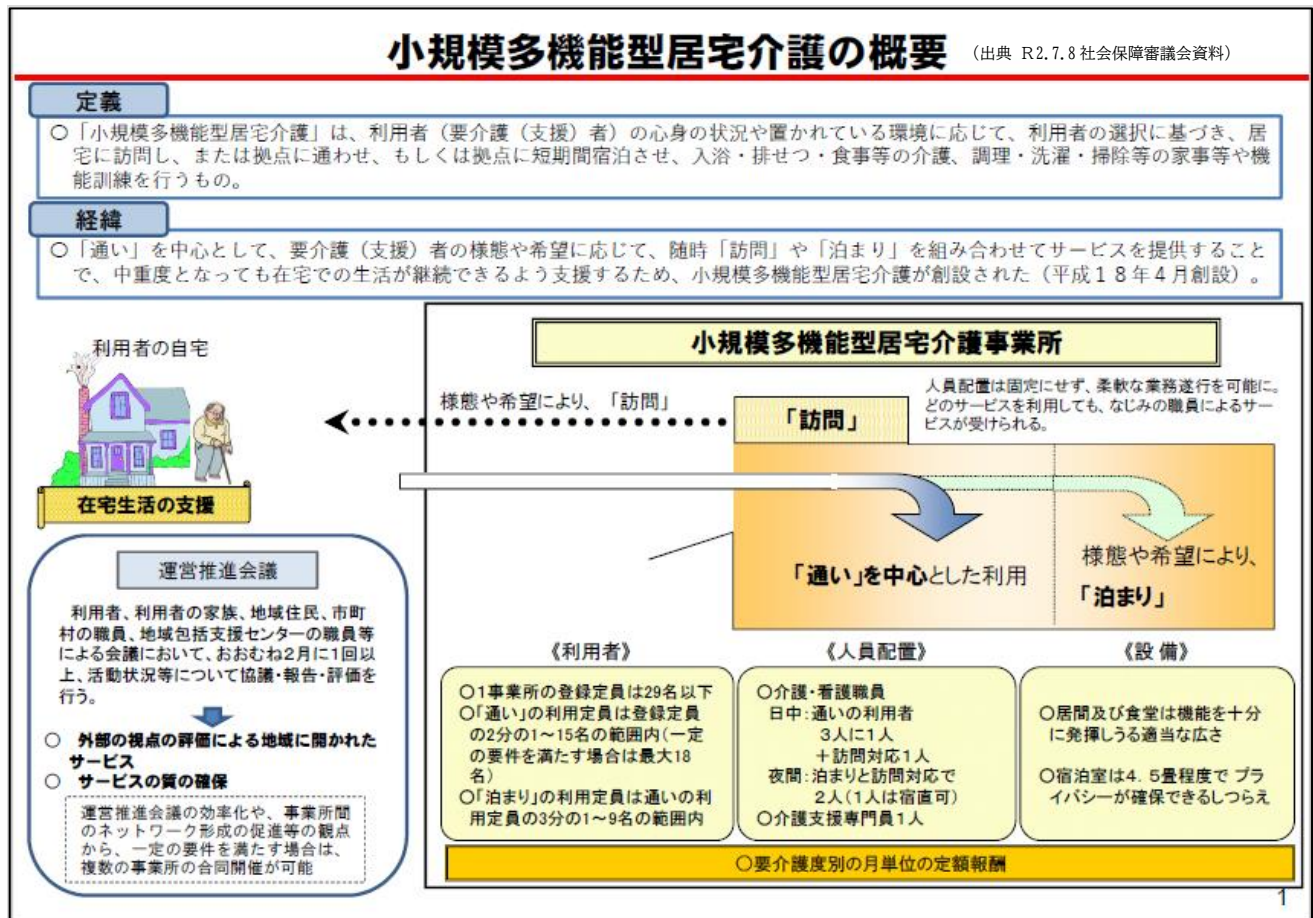 小規模多機能型居宅介護の概要 (出典 R2.7.8社会保障審議会資料)
定義
○「小規模多機能型居宅介護」は、利用者（要介護（支援）者）の心身の状況や置かれている環境に応じて、利用者の選択に基づき、居
宅に訪問し、または拠点に通わせ、もしくは拠点に短期間宿泊させ、入浴・排せつ・食事等の介護、調理・洗濯・掃除等の家事等や機
能訓練を行うもの。
経緯
○「通い」を中心として、要介護（支援）者の様態や希望に応じて、随時「訪問」や「泊まり」を組み合わせてサービスを提供すること
で、中重度となっても在宅での生活が継続できるよう支援するため、小規模多機能型居宅介護が創設された（平成１８年４月創設）。
利用者の自宅
在宅生活の支援
小規模多機能型居宅介護事業所
様態や希望により、「訪問」
「訪問」
人員配置は固定にせず、柔軟な業務遂行を可能に。
どのサービスを利用しても、なじみの職員によるサー
ビスが受けられる。
「通い」を中心とした利用
様態や希望により、
「泊まり」
運営推進会議
利用者、利用者の家族、地域住民、市町
村の職員、地域包括支援センターの職員等
による会議において、おおむね2月に1回以
上、活動状況等について協議・報告・評価を
行う。
○ 外部の視点の評価による地域に開かれた
サービス
○ サービスの質の確保
運営推進会議の効率化や、事業所間
のネットワーク形成の促進等の観点
から、一定の要件を満たす場合は、
複数の事業所の合同開催が可能
《利用者》
○1事業所の登録定員は29名以下
○「通い」の利用定員は登録定員
の2分の1～15名の範囲内（一定
の要件を満たす場合は最大18
名）
○「泊まり」の利用定員は通いの利
用定員の3分の1～9名の範囲内
《人員配置》
○介護・看護職員
日中：通いの利用者
3人に1人
＋訪問対応1人
夜間：泊まりと訪問対応で
2人（1人は宿直可）
○介護支援専門員1人
《設 備》
○居間及び食堂は機能を十分
に発揮しうる適当な広さ
○宿泊室は4．5畳程度で プラ
イバシーが確保できるしつらえ
○要介護度別の月単位の定額報酬
1